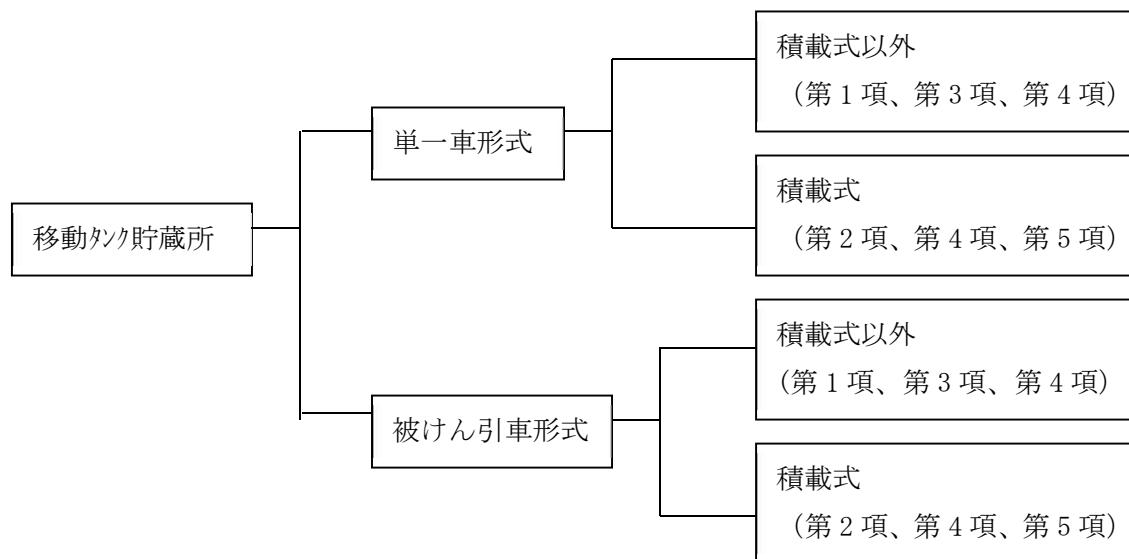 移動ﾀﾝｸ貯蔵所
単一車形式
積載式以外
（第1項、第3項、第4項）
積載式
（第2項、第4項、第5項）
被けん引車形式
積載式以外
(第1項、第3項、第4項)
積載式
（第2項、第4項、第5項）